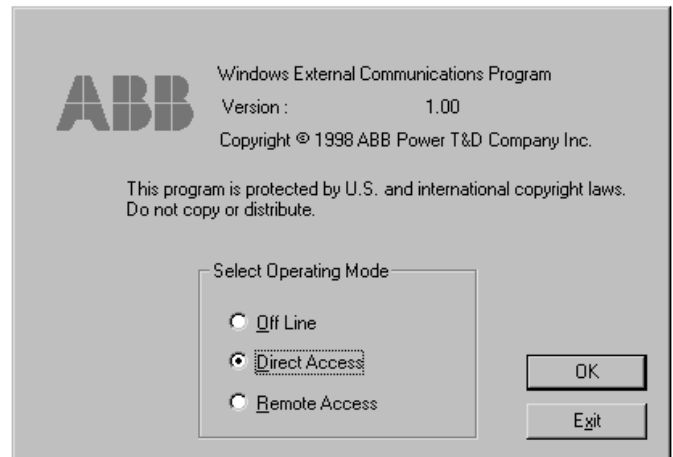 ABB
Windows External Communications Program
Version : 1.00
Copyright © 1998 ABB Power T&D Company Inc.
This program is protected by U.S. and international copyright laws.
Do not copy or distribute.
Select Operating Mode
Off Line
Direct Access
Remote Access
OK
Exit